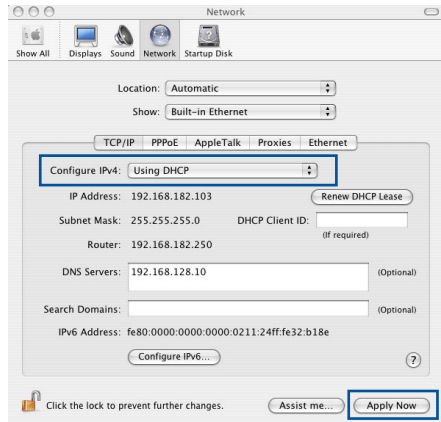 Network
Show All Displays Sound Network Startup Disk
Location: Automatic
Show: Built-in Ethernet
TCP/IP PPPoE AppleTalk Proxies Ethernet
Configure IPv4: Using DHCP
IP Address: 192.168.182.103 Renew DHCP Lease
Subnet Mask: 255.255.255.0 DHCP Client ID:
(If required)
Router: 192.168.182.250
DNS Servers: 192.168.128.10 (Optional)
Search Domains: (Optional)
IPv6 Address: fe80:0000:0000:0000:0211:24ff:fe32:b18e
Configure IPv6... ?
Click the lock to prevent further changes. Assist me... Apply Now